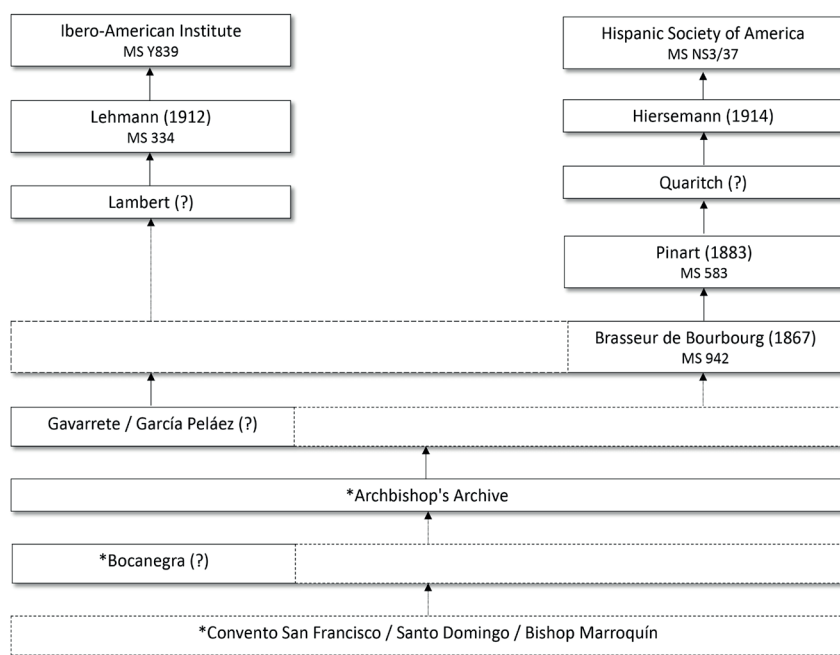 Ibero-American Institute
MS Y839
Lehmann (1912)
MS 334
Lambert (?)
Hispanic Society of America
MS NS3/37
Hiersemann (1914)
Quaritch (?)
Pinart (1883)
MS 583
Brasseur de Bourbourg (1867)
MS 942
Gavarrete / García Peláez (?)
*Archbishop's Archive
*Bocanegra (?)
*Convento San Francisco / Santo Domingo / Bishop Marroquín